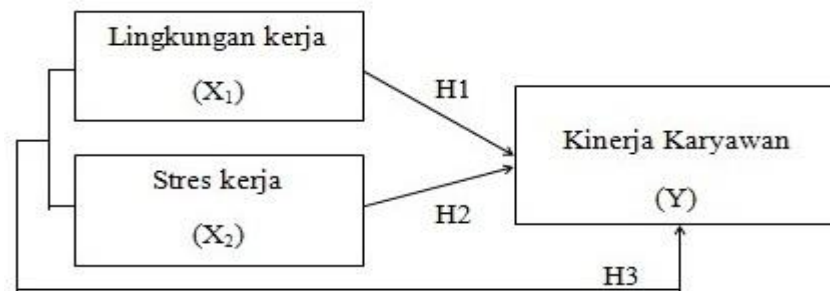 Lingkungan kerja
(X₁)
H1
Stres kerja
(X₂)
H2
Kinerja Karyawan
(Y)
H3